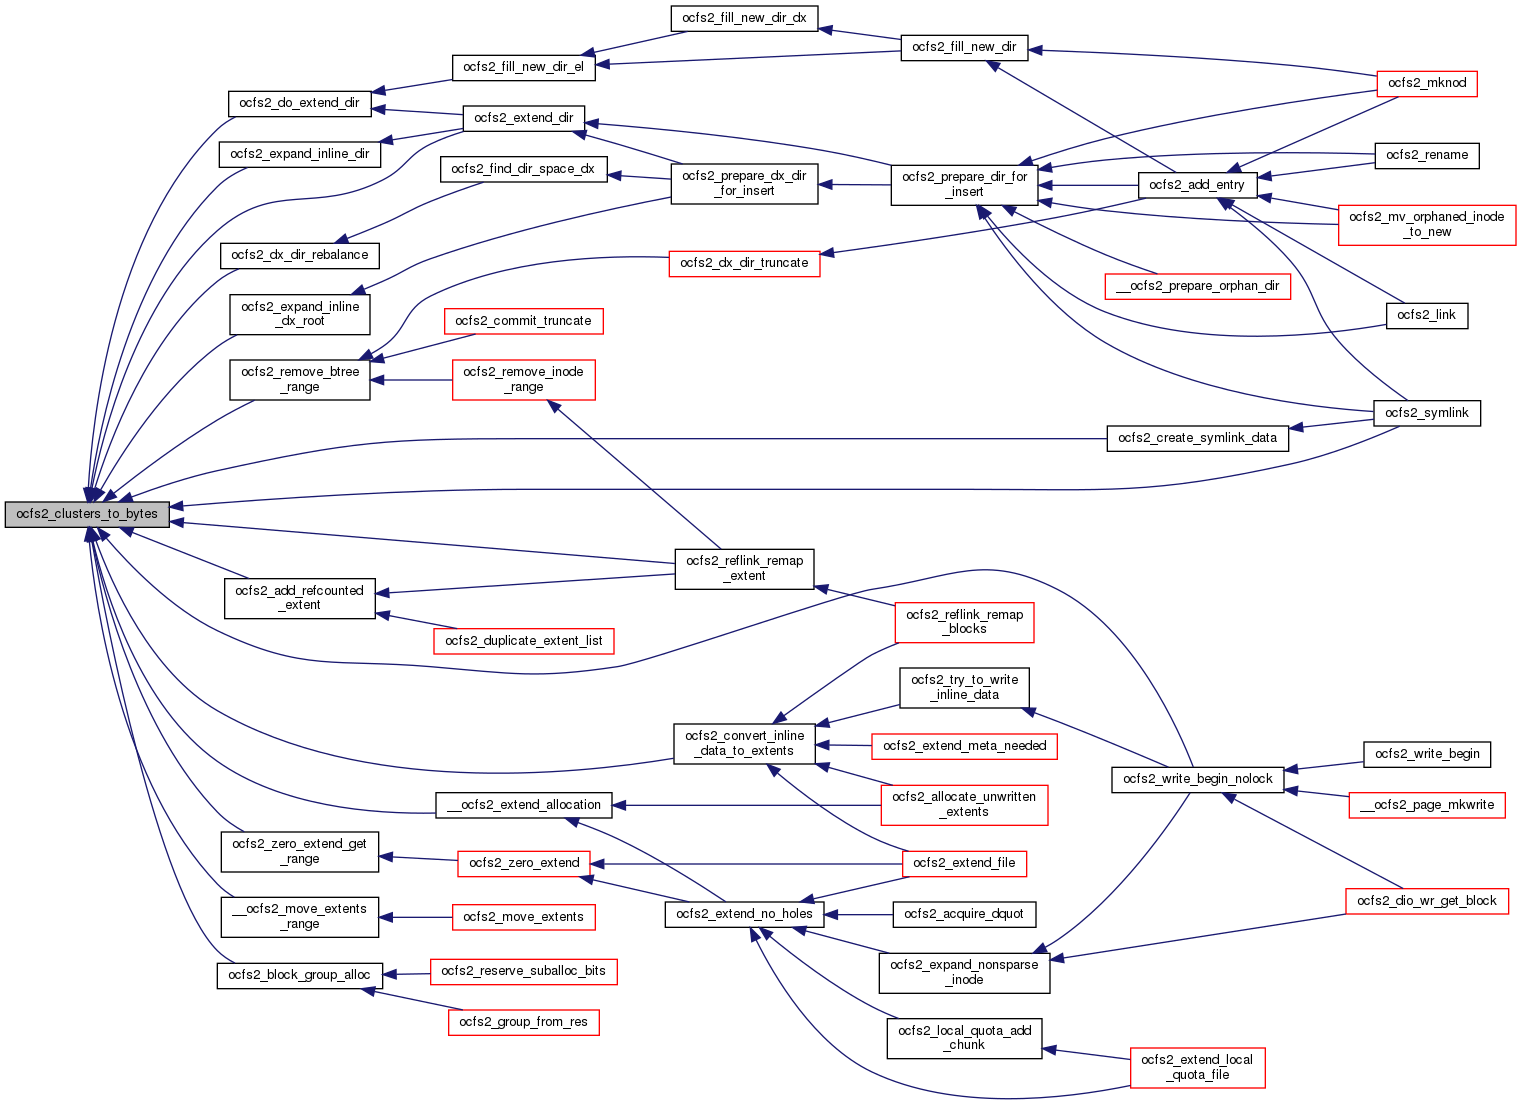 ocfs2_fill_new_dir_dx
ocfs2_fill_new_dir
ocfs2_fill_new_dir_el
ocfs2_mknod
ocfs2_do_extend_dir
ocfs2_extend_dir
ocfs2_expand_inline_dir
ocfs2_rename
ocfs2_find_dir_space_dx
ocfs2_prepare_dx_dir
_for_insert
ocfs2_prepare_dir_for
_insert
ocfs2_add_entry
ocfs2_mv_orphaned_inode
_to_new
ocfs2_dx_dir_rebalance
ocfs2_dx_dir_truncate
__ocfs2_prepare_orphan_dir
ocfs2_expand_inline
_dx_root
ocfs2_link
ocfs2_commit_truncate
ocfs2_remove_btree
_range
ocfs2_remove_inode
_range
ocfs2_symlink
ocfs2_create_symlink_data
ocfs2_clusters_to_bytes
ocfs2_reflink_remap
_extent
ocfs2_add_refcounted
_extent
ocfs2_reflink_remap
_blocks
ocfs2_duplicate_extent_list
ocfs2_try_to_write
_inline_data
ocfs2_convert_inline
_data_to_extents
ocfs2_extend_meta_needed
ocfs2_write_begin
ocfs2_write_begin_nolock
__ocfs2_extend_allocation
ocfs2_allocate_unwritten
_extents
__ocfs2_page_mkwrite
ocfs2_zero_extend_get
_range
ocfs2_zero_extend
ocfs2_extend_file
ocfs2_dio_wr_get_block
__ocfs2_move_extents
_range
ocfs2_move_extents
ocfs2_extend_no_holes
ocfs2_acquire_dquot
ocfs2_expand_nonsparse
_inode
ocfs2_block_group_alloc
ocfs2_reserve_suballoc_bits
ocfs2_group_from_res
ocfs2_local_quota_add
_chunk
ocfs2_extend_local
_quota_file